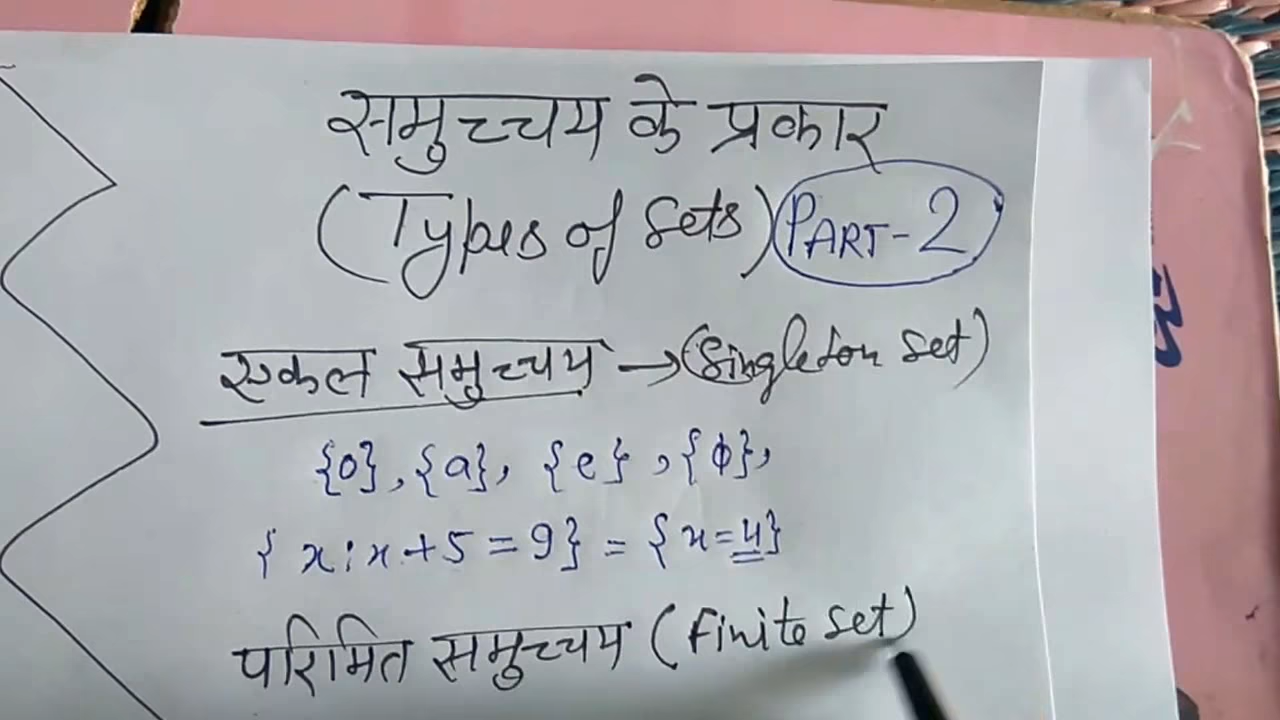 समुच्चय के प्रकार
(Types of Sets) PART-2
एकल समुच्चय → (Singleton set)
{0}, {a}, {e}, {ϕ},
{ x : x + 5 = 9} = {x = 4}
परिमित समुच्चय (Finite set)